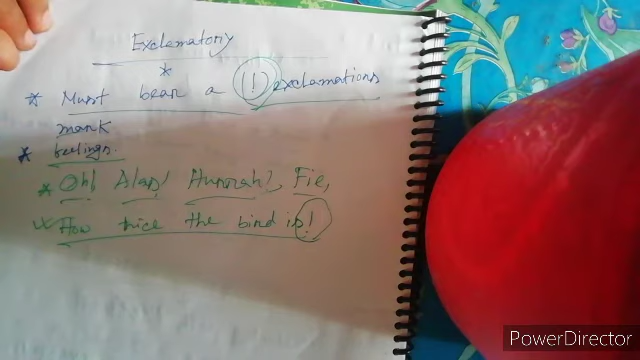 Exclamatory
*
* Must bear a (!) exclamations
mark
* feelings.
* Oh! Alas! Hurrah!, Fie,
* How nice the bird is!
PowerDirector